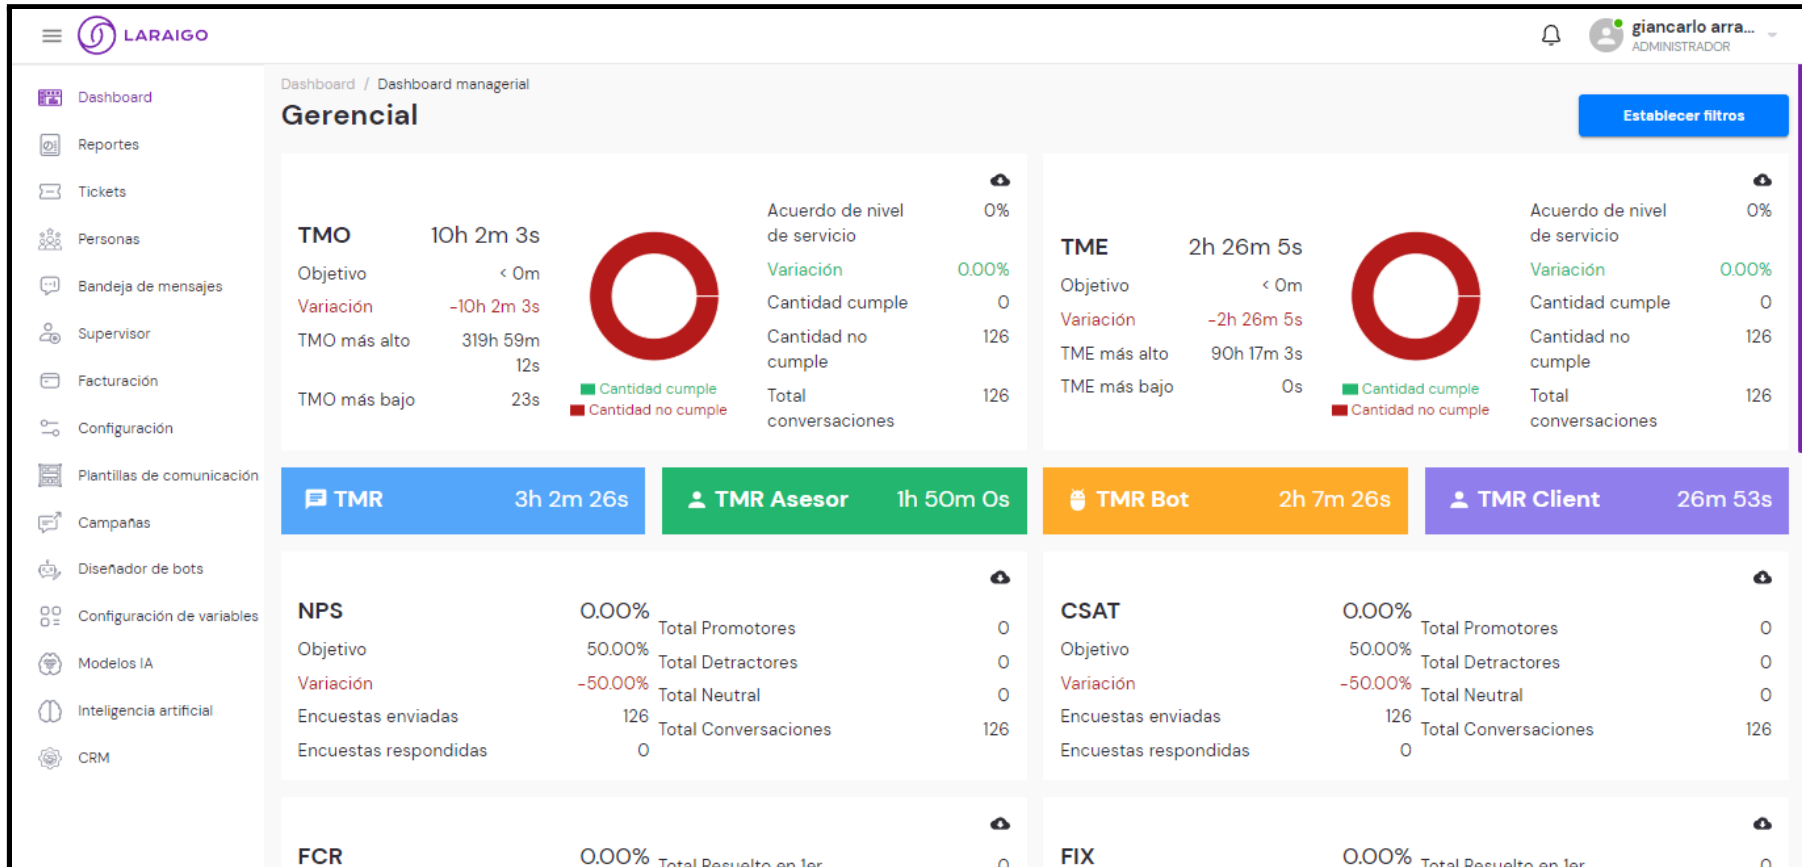 LARAIGO
giancarlo arra...
ADMINISTRADOR
Dashboard
Reportes
Tickets
Personas
Bandeja de mensajes
Supervisor
Facturación
Configuración
Plantillas de comunicación
Campañas
Diseñador de bots
Configuración de variables
Modelos IA
Inteligencia artificial
CRM
Dashboard / Dashboard managerial
Gerencial
Establecer filtros
TMO 10h 2m 3s
Objetivo < 0m
Variación -10h 2m 3s
TMO más alto 319h 59m
12s
TMO más bajo 23s
Cantidad cumple
Cantidad no cumple
Acuerdo de nivel 0%
de servicio
Variación 0.00%
Cantidad cumple 0
Cantidad no 126
cumple
Total 126
conversaciones
TME 2h 26m 5s
Objetivo < 0m
Variación -2h 26m 5s
TME más alto 90h 17m 3s
TME más bajo 0s
Cantidad cumple
Cantidad no cumple
Acuerdo de nivel 0%
de servicio
Variación 0.00%
Cantidad cumple 0
Cantidad no 126
cumple
Total 126
conversaciones
TMR 3h 2m 26s
TMR Asesor 1h 50m 0s
TMR Bot 2h 7m 26s
TMR Client 26m 53s
NPS 0.00%
Objetivo 50.00%
Variación -50.00%
Encuestas enviadas 126
Encuestas respondidas 0
Total Promotores 0
Total Detractores 0
Total Neutral 0
Total Conversaciones 126
CSAT 0.00%
Objetivo 50.00%
Variación -50.00%
Encuestas enviadas 126
Encuestas respondidas 0
Total Promotores 0
Total Detractores 0
Total Neutral 0
Total Conversaciones 126
FCR 0.00%
Total Resuelto en 1er 0
FIX 0.00%
Total Resuelto en 1er 0